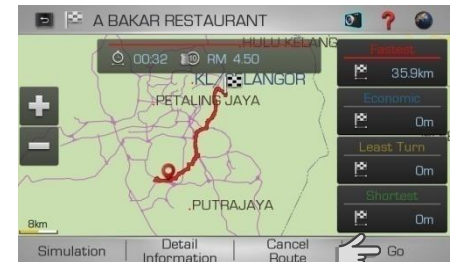 A BAKAR RESTAURANT
?
HULU KELANG
Fastest
00:32 RM 4.50
35.9km
KL
LANGOR
PETALING JAYA
Economic
0m
Least Turn
0m
PUTRAJAYA
Shortest
0m
8km
Simulation
Detail Information
Cancel Route
Go